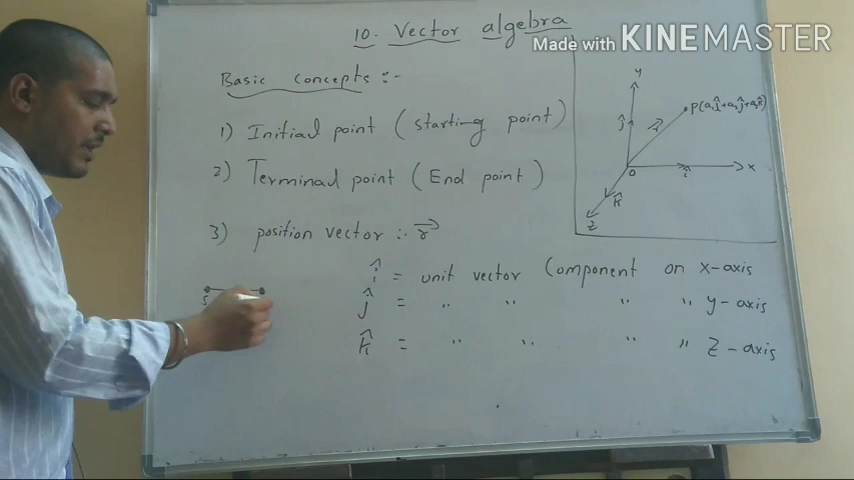 10. Vector algebra
Made with KINEMASTER
Basic concepts :-
1) Initial point (starting point)
2) Terminal point (End point)
3) position vector :- r⃗
î = unit vector Component on x-axis
ĵ = " " " " y-axis
k̂ = " " " " Z-axis
S
Y
P(a₁î+a₂ĵ+a₃k̂)
ĵ
r⃗
O
î
X
k̂
Z